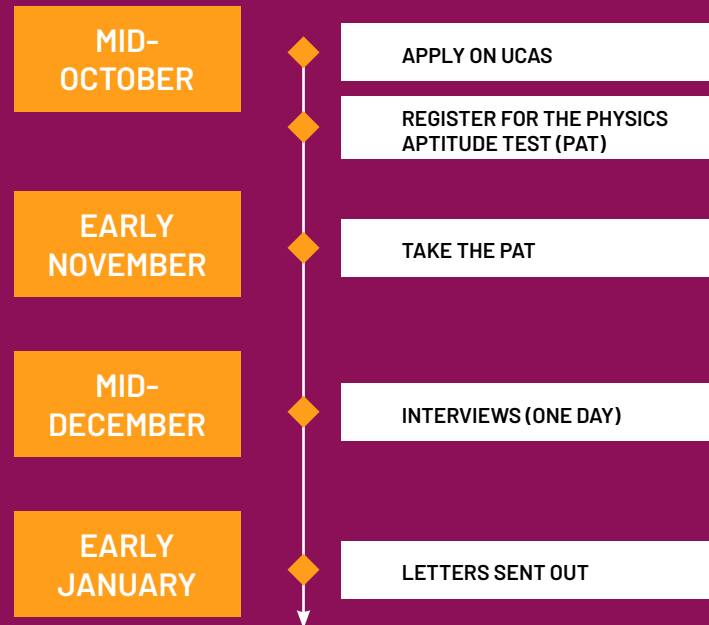 MID-
OCTOBER
APPLY ON UCAS
REGISTER FOR THE PHYSICS
APTITUDE TEST (PAT)
EARLY
NOVEMBER
TAKE THE PAT
MID-
DECEMBER
INTERVIEWS (ONE DAY)
EARLY
JANUARY
LETTERS SENT OUT